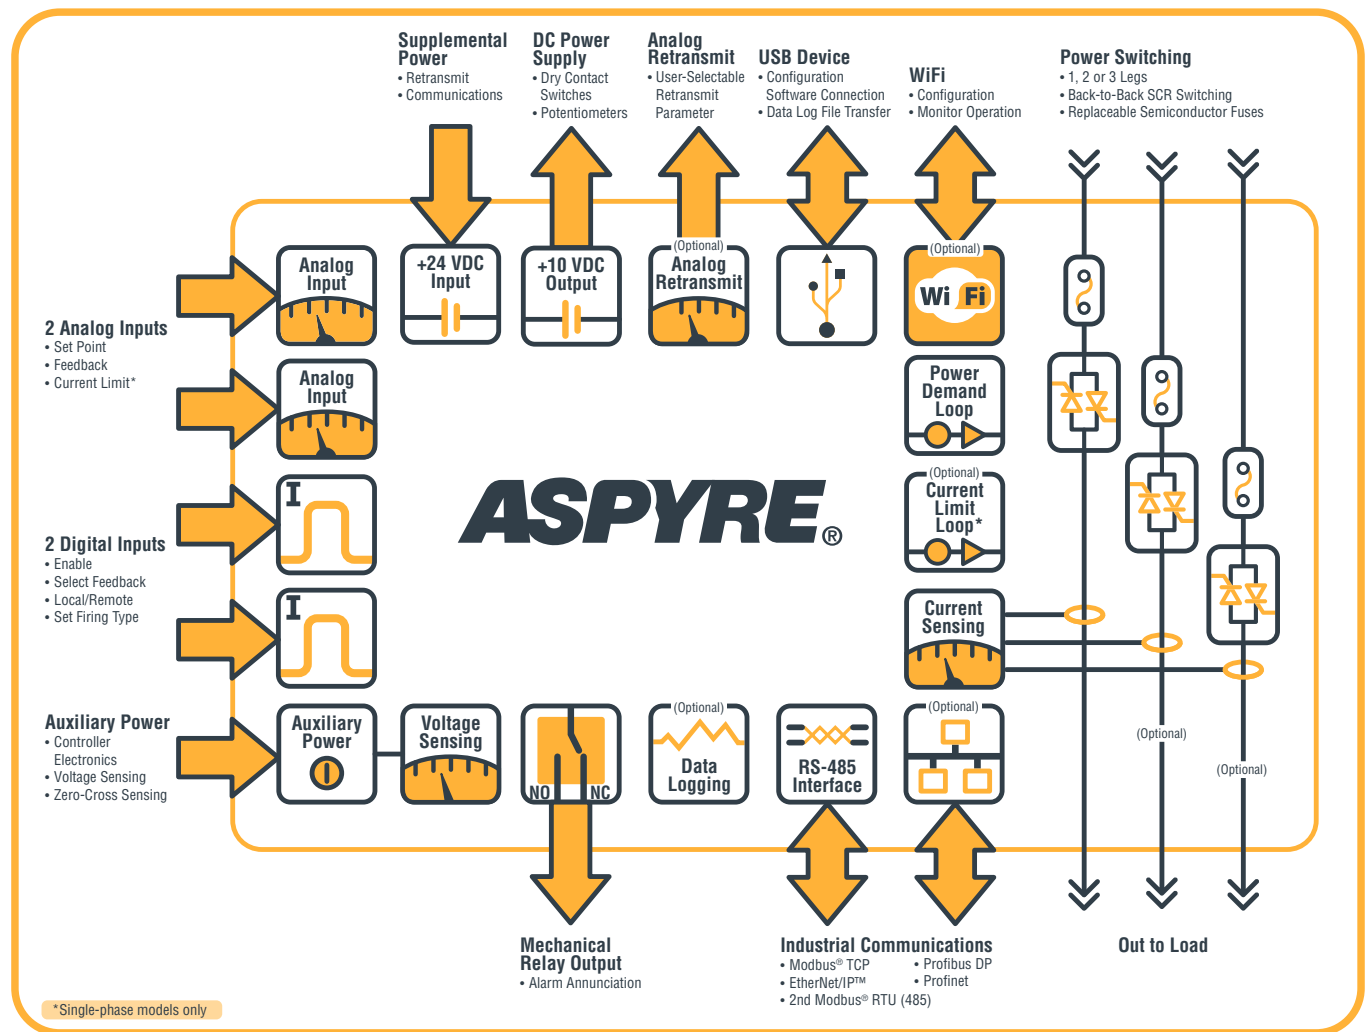 Supplemental
Power
• Retransmit
• Communications
DC Power
Supply
• Dry Contact
Switches
• Potentiometers
Analog
Retransmit
• User-Selectable
Retransmit
Parameter
USB Device
• Configuration
Software Connection
• Data Log File Transfer
WiFi
• Configuration
• Monitor Operation
Power Switching
• 1, 2 or 3 Legs
• Back-to-Back SCR Switching
• Replaceable Semiconductor Fuses
2 Analog Inputs
• Set Point
• Feedback
• Current Limit*
2 Digital Inputs
• Enable
• Select Feedback
• Local/Remote
• Set Firing Type
Auxiliary Power
• Controller
Electronics
• Voltage Sensing
• Zero-Cross Sensing
Analog
Input
+24 VDC
Input
+10 VDC
Output
(Optional)
Analog
Retransmit
(Optional)
Wi Fi
Analog
Input
Power
Demand
Loop
I
ASPYRE®
(Optional)
Current
Limit
Loop*
I
Current
Sensing
Auxiliary
Power
Voltage
Sensing
NO NC
(Optional)
Data
Logging
RS-485
Interface
(Optional)
(Optional)
(Optional)
Mechanical
Relay Output
• Alarm Annunciation
Industrial Communications
• Modbus® TCP
• EtherNet/IP™
• 2nd Modbus® RTU (485)
• Profibus DP
• Profinet
Out to Load
*Single-phase models only